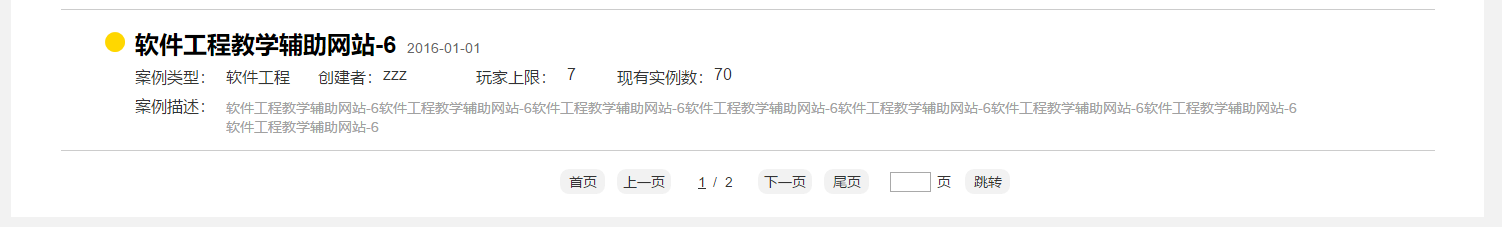 软件工程教学辅助网站-6 2016-01-01
案例类型： 软件工程 创建者：zzz 玩家上限： 7 现有实例数：70
案例描述： 软件工程教学辅助网站-6软件工程教学辅助网站-6软件工程教学辅助网站-6软件工程教学辅助网站-6软件工程教学辅助网站-6软件工程教学辅助网站-6软件工程教学辅助网站-6
软件工程教学辅助网站-6
首页 上一页 1 / 2 下一页 尾页 页 跳转